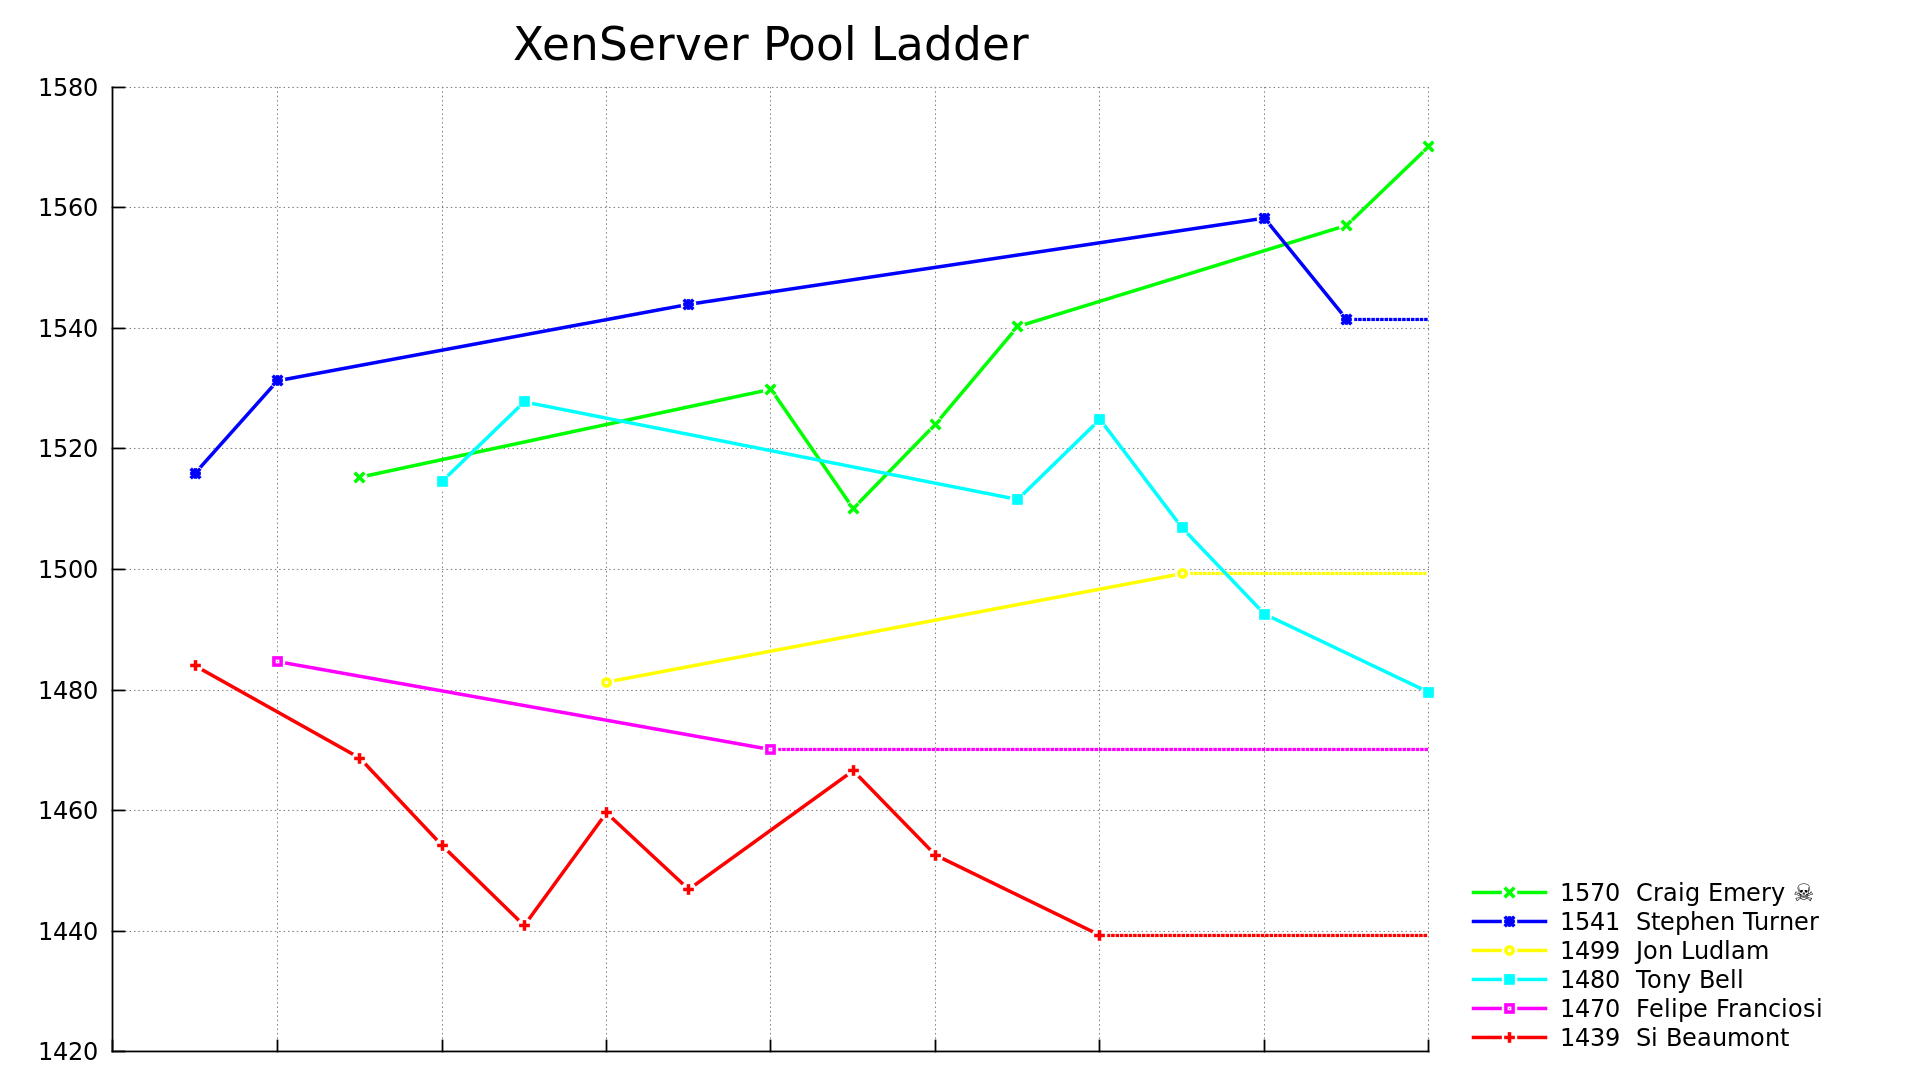 XenServer Pool Ladder
1580
1560
1540
1520
1500
1480
1460
1440
1420
1570 Craig Emery ☠
1541 Stephen Turner
1499 Jon Ludlam
1480 Tony Bell
1470 Felipe Franciosi
1439 Si Beaumont